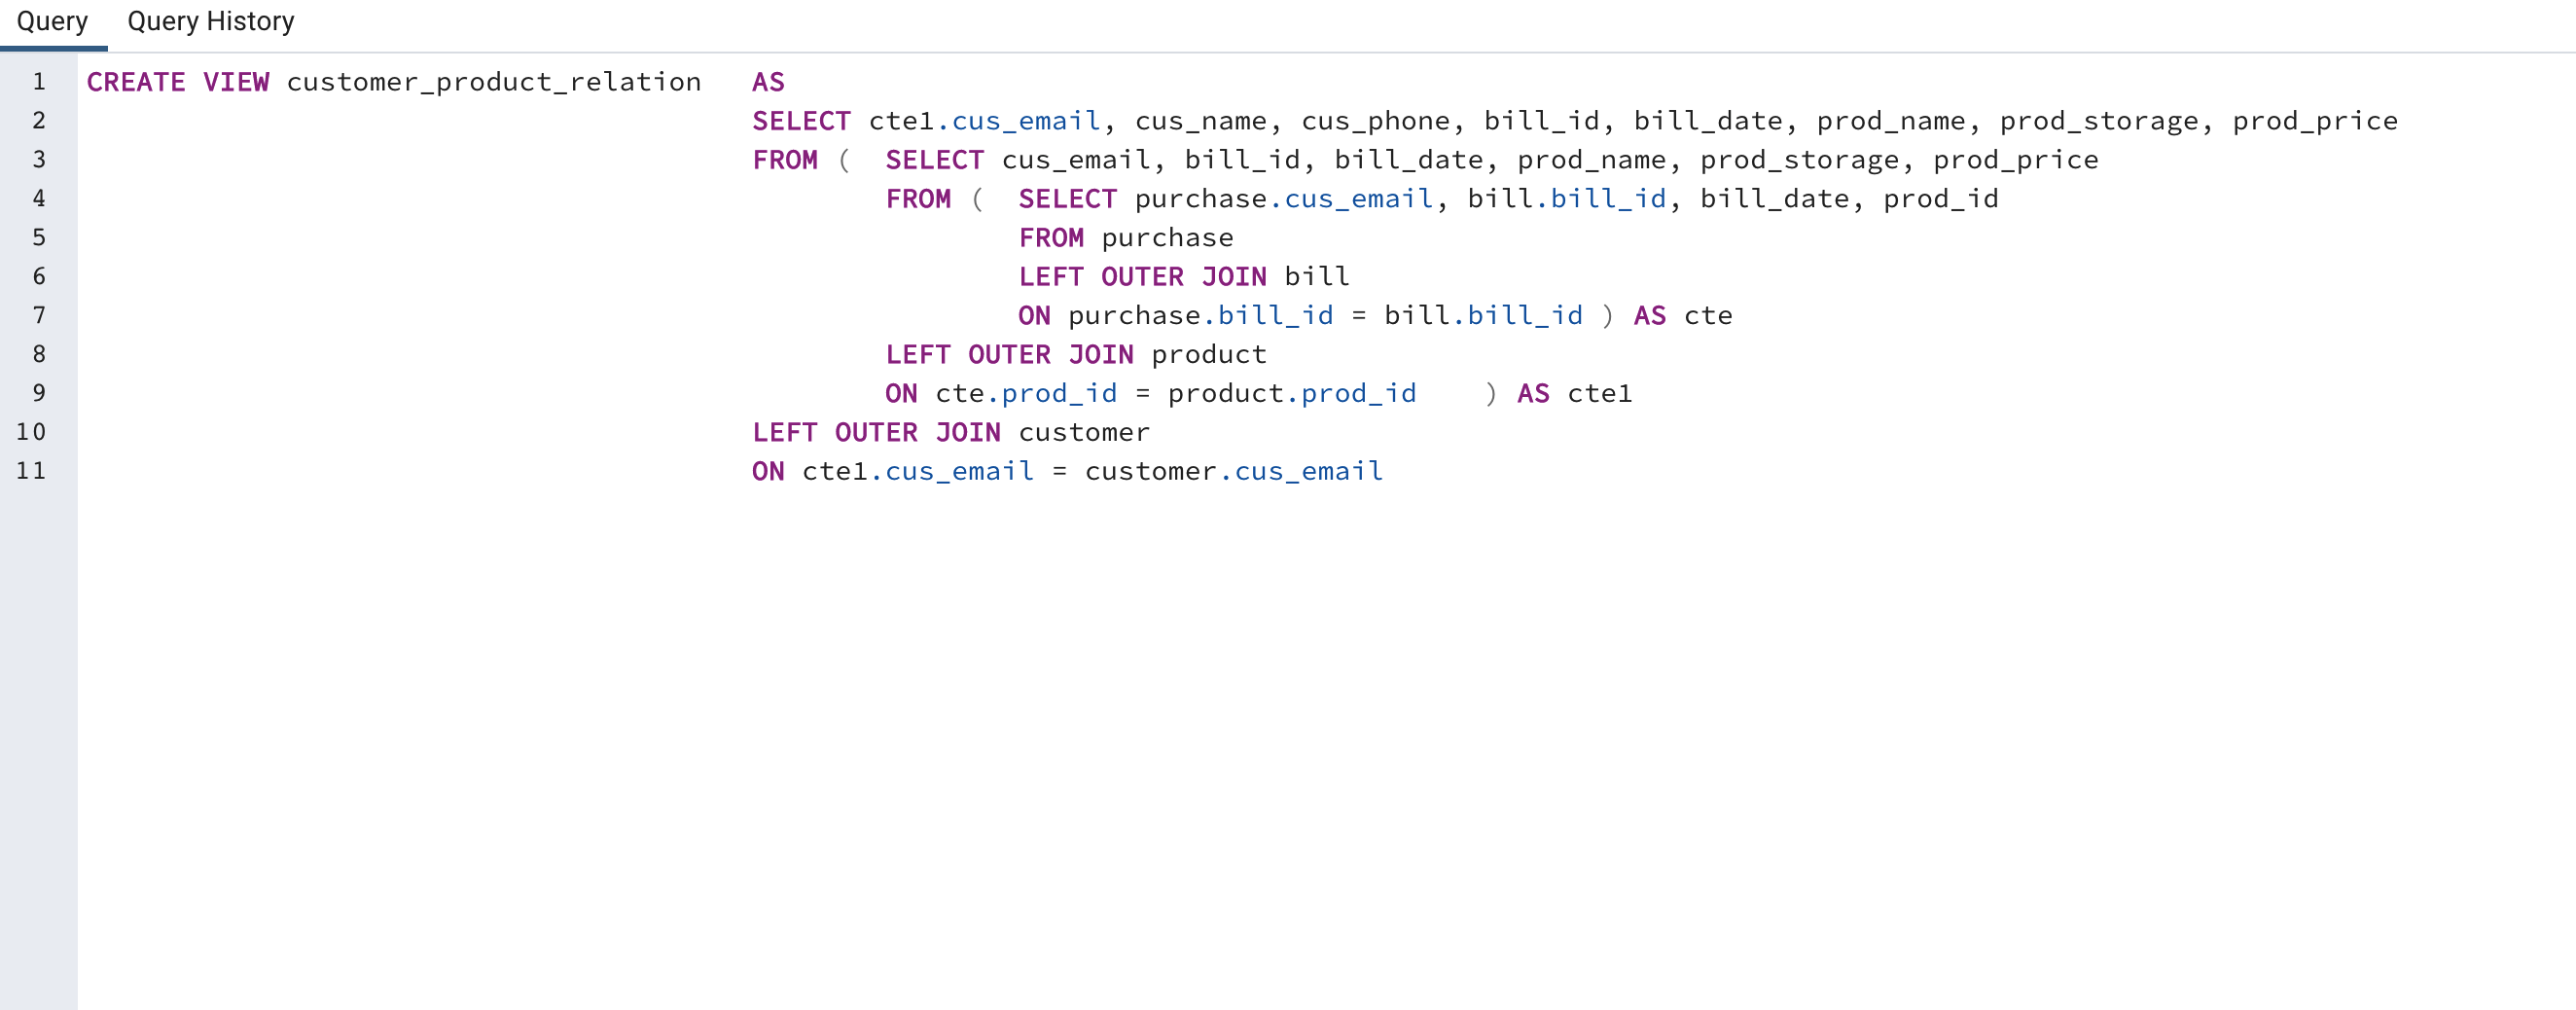 Query Query History
1 CREATE VIEW customer_product_relation AS
2 SELECT cte1.cus_email, cus_name, cus_phone, bill_id, bill_date, prod_name, prod_storage, prod_price
3 FROM ( SELECT cus_email, bill_id, bill_date, prod_name, prod_storage, prod_price
4 FROM ( SELECT purchase.cus_email, bill.bill_id, bill_date, prod_id
5 FROM purchase
6 LEFT OUTER JOIN bill
7 ON purchase.bill_id = bill.bill_id ) AS cte
8 LEFT OUTER JOIN product
9 ON cte.prod_id = product.prod_id ) AS cte1
10 LEFT OUTER JOIN customer
11 ON cte1.cus_email = customer.cus_email